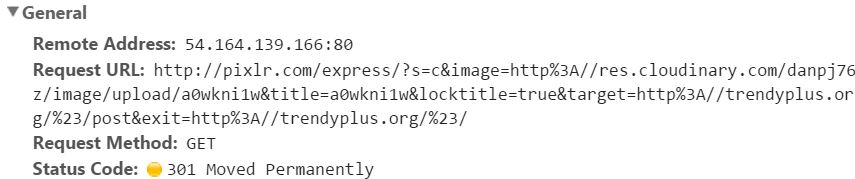 General
Remote Address: 54.164.139.166:80
Request URL: http://pixlr.com/express/?s=c&image=http%3A//res.cloudinary.com/danpj76
z/image/upload/a0wkni1w&title=a0wkni1w&locktitle=true&target=http%3A//trendyplus.or
g/%23/post&exit=http%3A//trendyplus.org/%23/
Request Method: GET
Status Code: 301 Moved Permanently